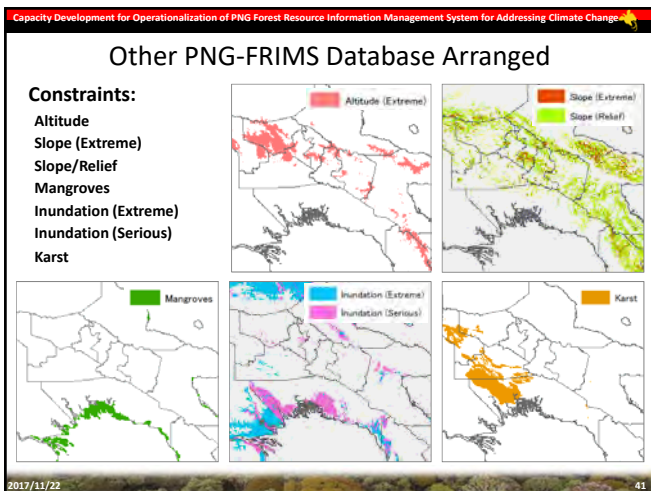 Capacity Development for Operationalization of PNG Forest Resource Information Management System for Addressing Climate Change
Other PNG-FRIMS Database Arranged
Constraints:
Altitude
Slope (Extreme)
Slope/Relief
Mangroves
Inundation (Extreme)
Inundation (Serious)
Karst
Altitude (Extreme)
Slope (Extreme)
Slope (Relief)
Mangroves
Inundation (Extreme)
Inundation (Serious)
Karst
2017/11/22
41